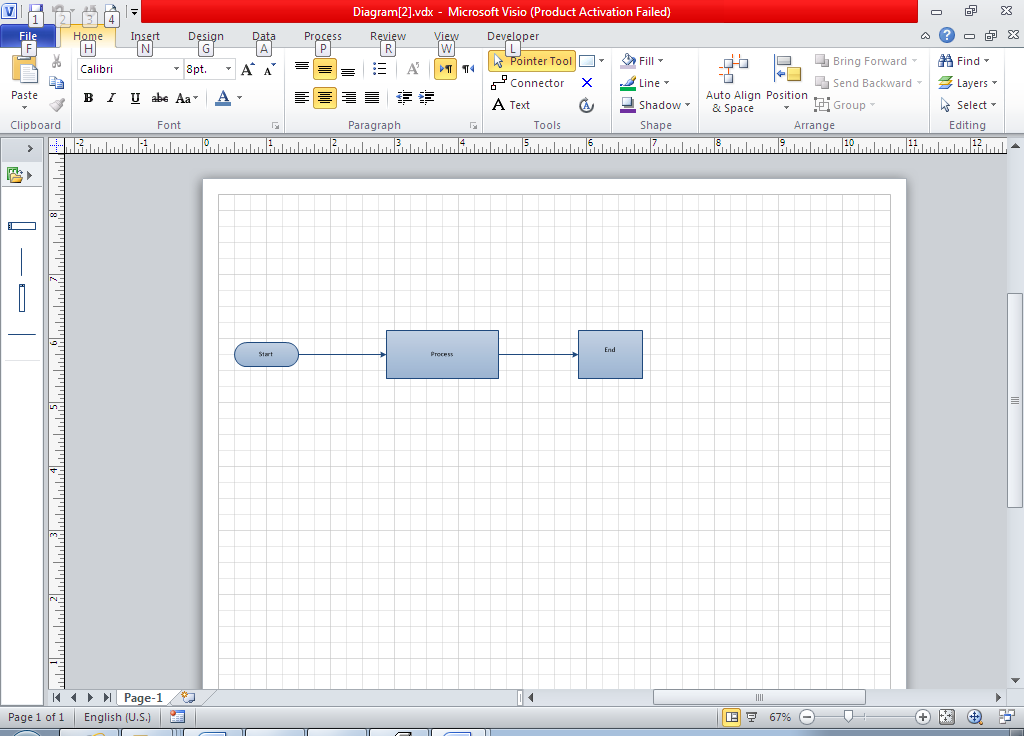 Diagram[2].vdx - Microsoft Visio (Product Activation Failed)
1 2 3 4
File Home Insert Design Data Process Review View Developer
F H N G A P R W L
Calibri 8pt. A A A
Pointer Tool
Fill
Bring Forward
Find
Paste
B I U abc Aa A
Connector
Line
Auto Align & Space
Position
Send Backward
Layers
A Text
Shadow
Group
Select
Clipboard Font Paragraph Tools Shape Arrange Editing
-2 -1 0 1 2 3 4 5 6 7 8 9 10 11 12
8
7
6
5
4
3
2
1
Start Process End
Page-1
Page 1 of 1 English (U.S.) 67%